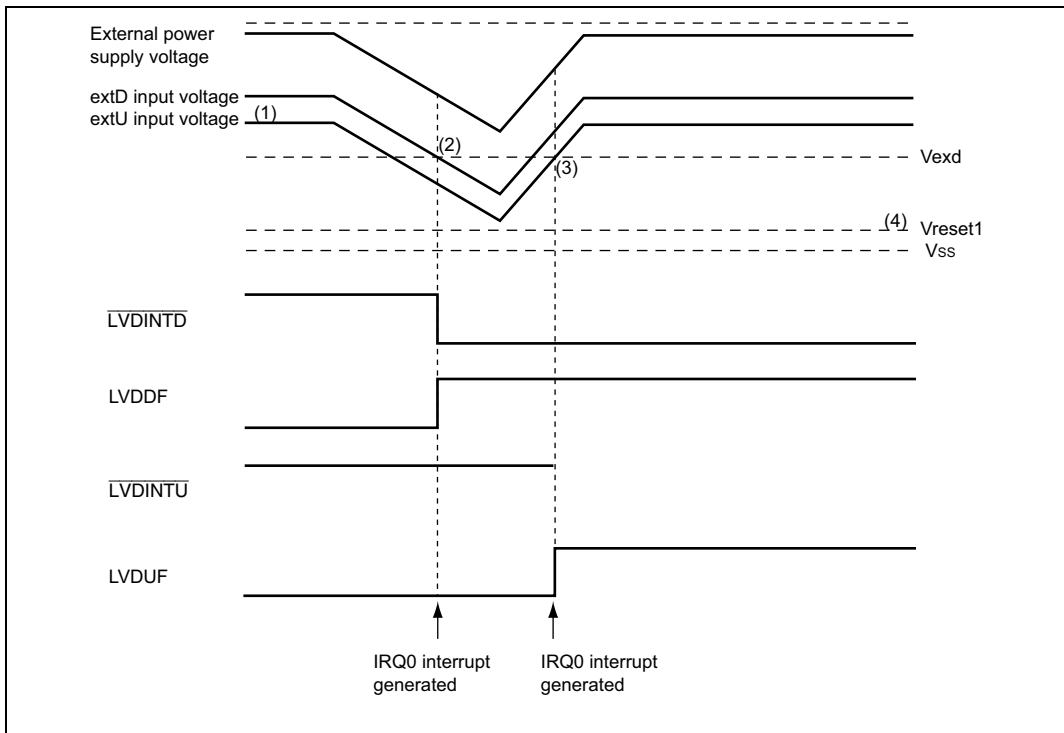 External power
supply voltage
extD input voltage
extU input voltage
(1)
(2)
(3)
Vexd
(4)
Vreset1
Vss
LVDINTD
LVDDF
LVDINTU
LVDUF
IRQ0 interrupt
generated
IRQ0 interrupt
generated